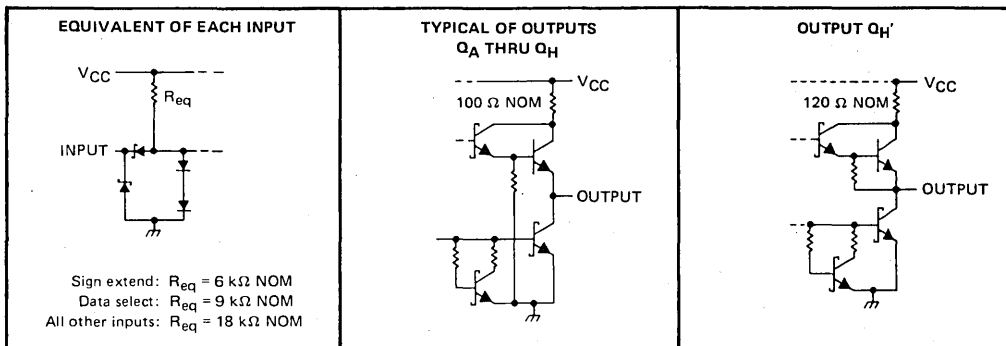 EQUIVALENT OF EACH INPUT
VCC
Req
INPUT
Sign extend: Req = 6 kΩ NOM
Data select: Req = 9 kΩ NOM
All other inputs: Req = 18 kΩ NOM
TYPICAL OF OUTPUTS
QA THRU QH
VCC
100 Ω NOM
OUTPUT
OUTPUT QH'
VCC
120 Ω NOM
OUTPUT